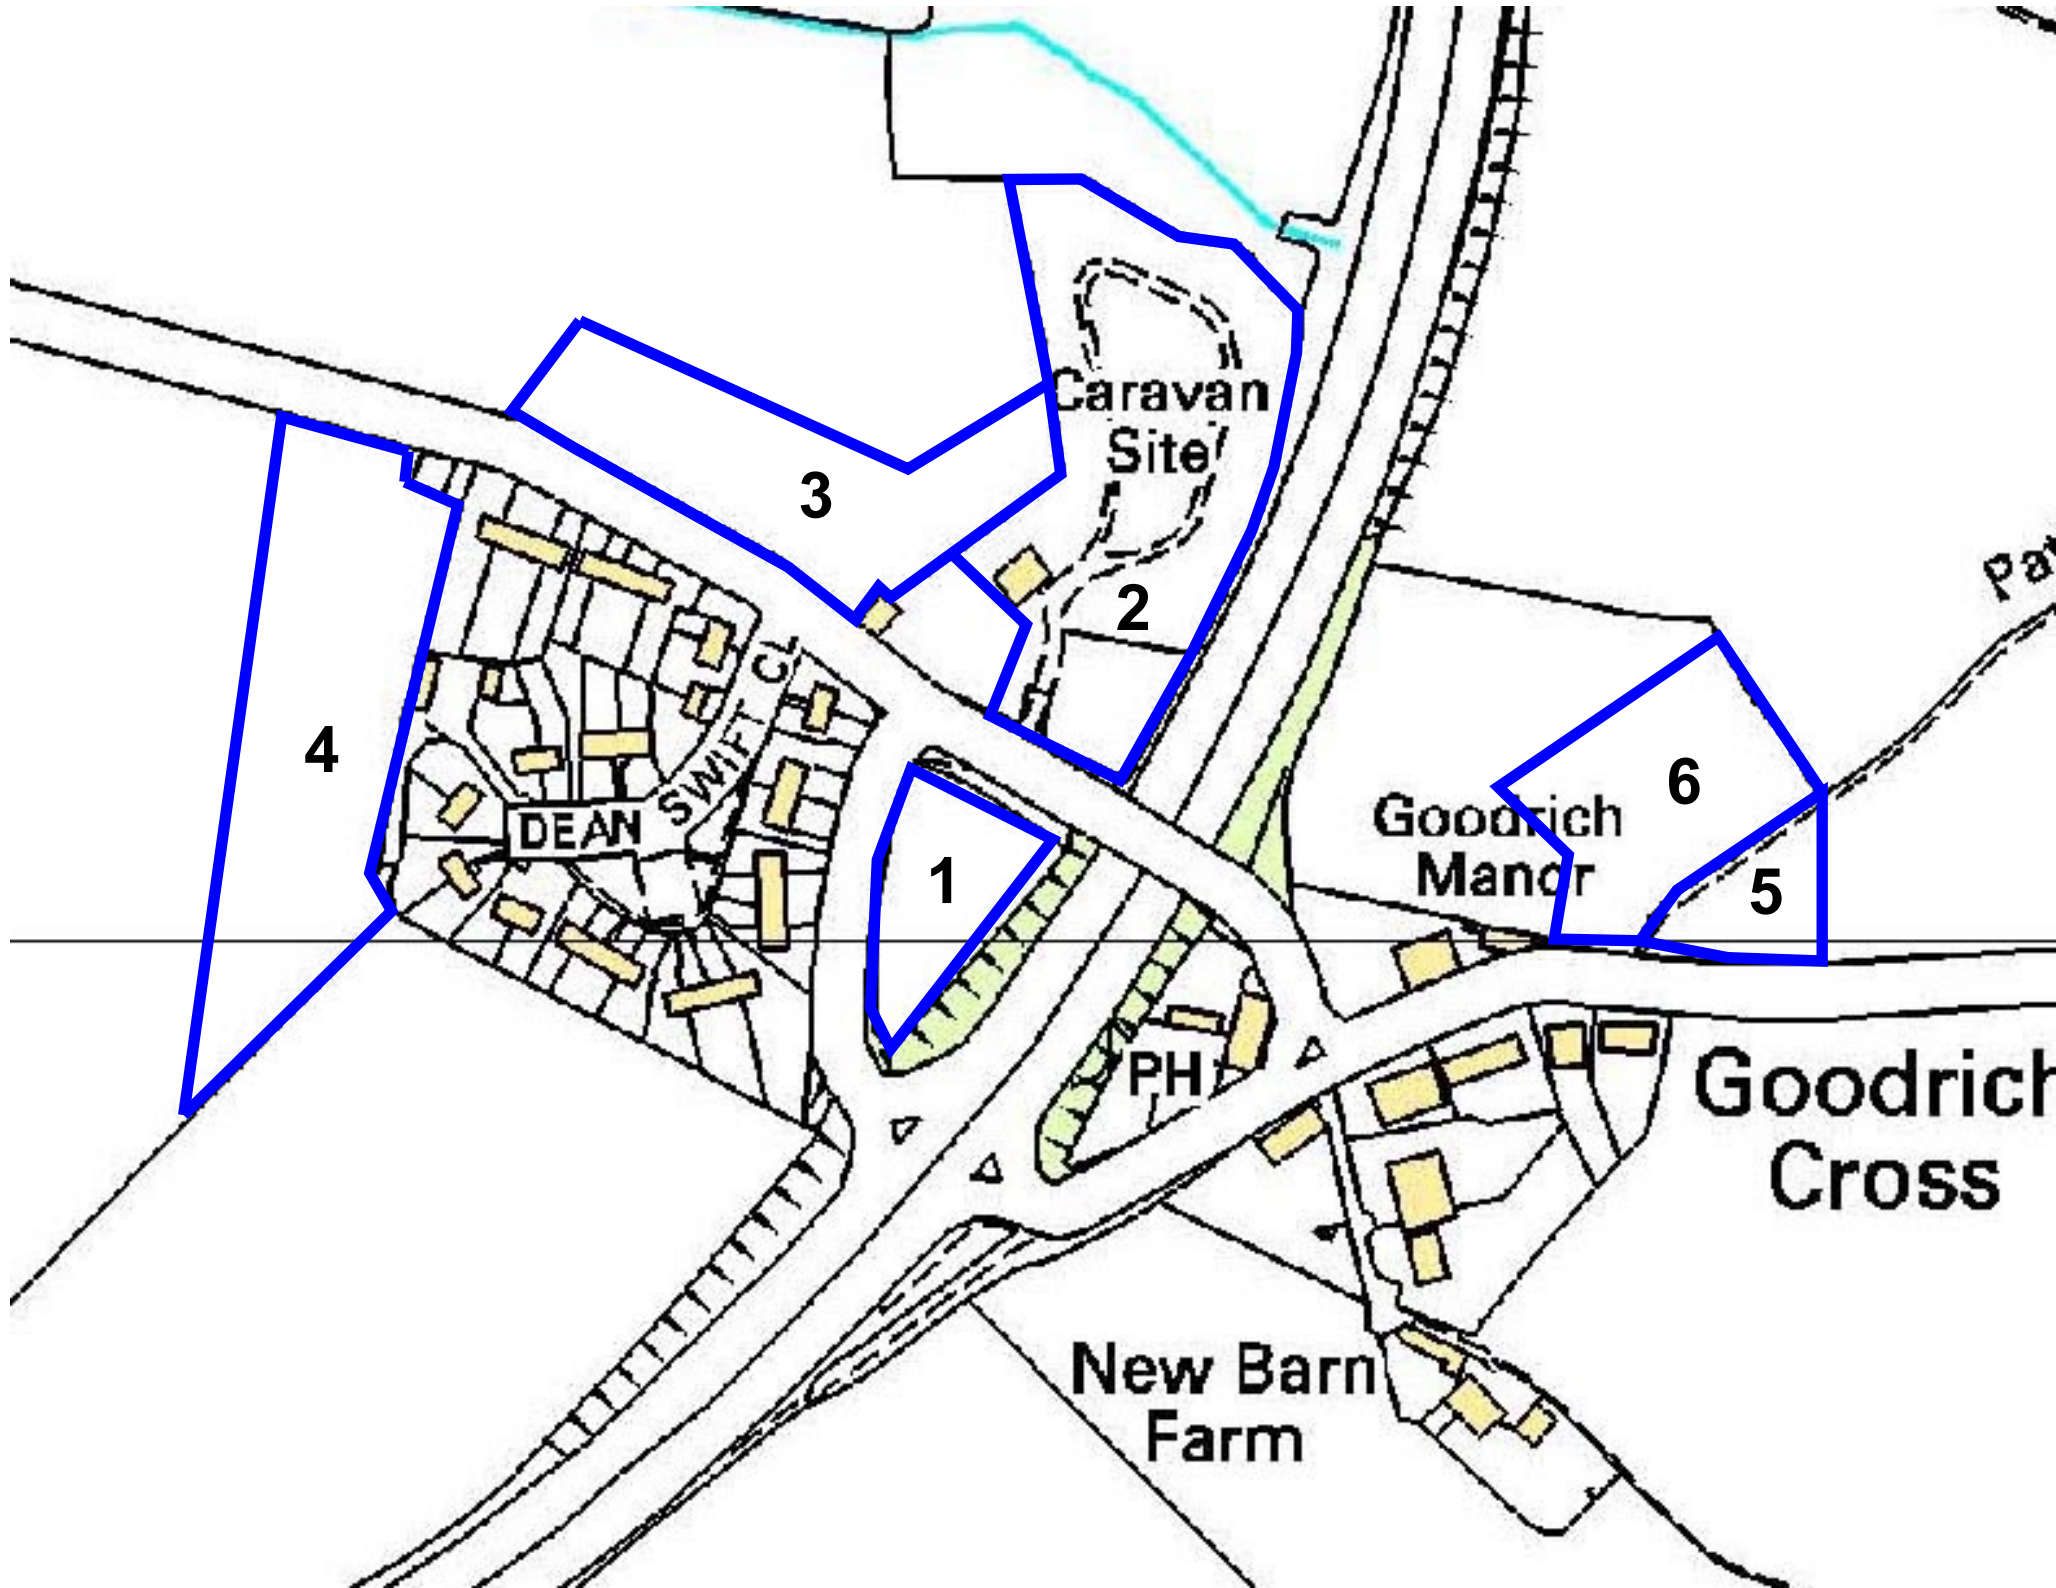 Caravan
Site
3
Pa
2
CL
SWIFT
4
6
Goodrich
Manor
DEAN
1
5
PH
Goodrich
Cross
New Barn
Farm